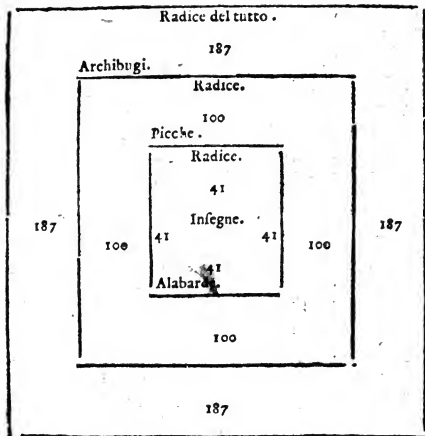 Radice del tutto.
187
Archibugi.
Radice.
100
Picche.
Radice.
41
187 100 41 Inſegne. 41 100 187
41
Alabarde.
100
187